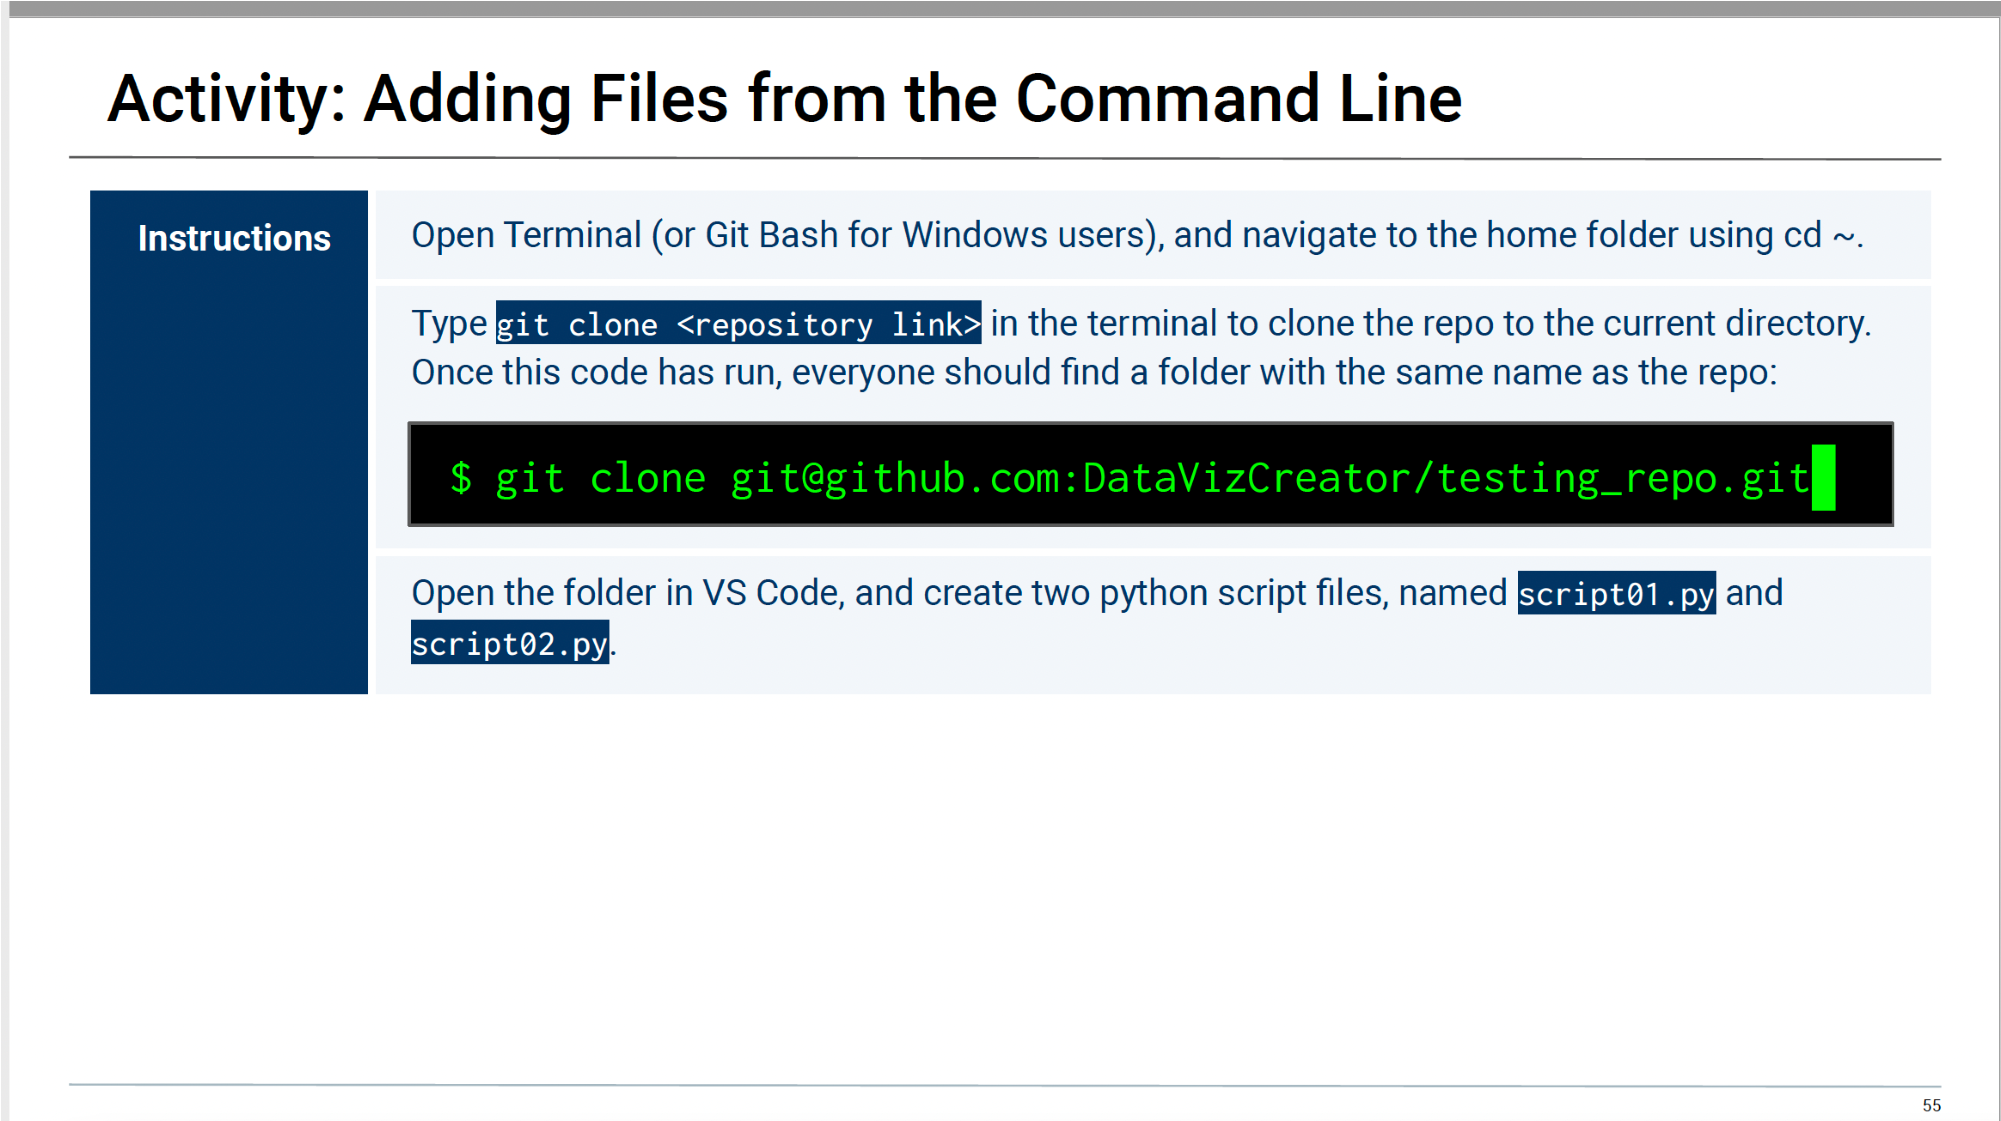 Activity: Adding Files from the Command Line
Instructions
Open Terminal (or Git Bash for Windows users), and navigate to the home folder using cd ~.
Type git clone <repository link> in the terminal to clone the repo to the current directory.
Once this code has run, everyone should find a folder with the same name as the repo:
$ git clone git@github.com:DataVizCreator/testing_repo.git
Open the folder in VS Code, and create two python script files, named script01.py and
script02.py.
55